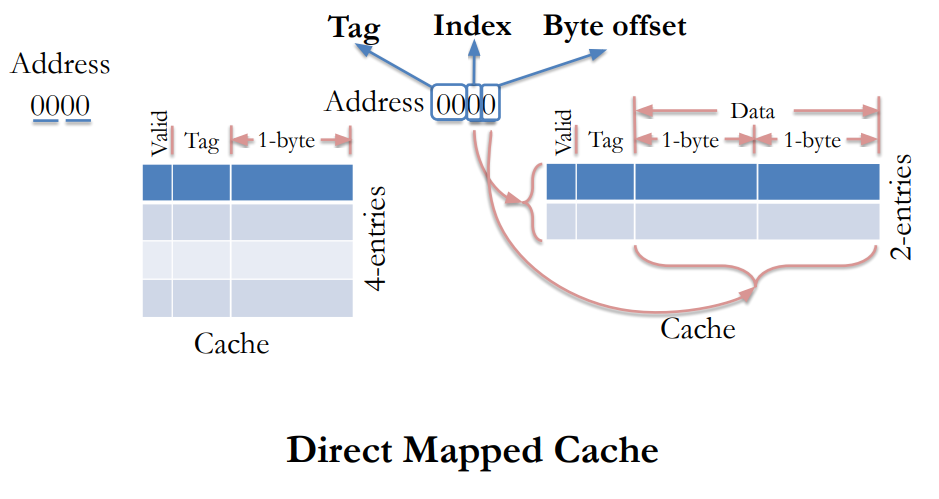 Tag Index Byte offset
Address
0000
Address 0000
Valid Tag 1-byte
4-entries
Cache
Data
Valid Tag 1-byte 1-byte
2-entries
Cache
Direct Mapped Cache